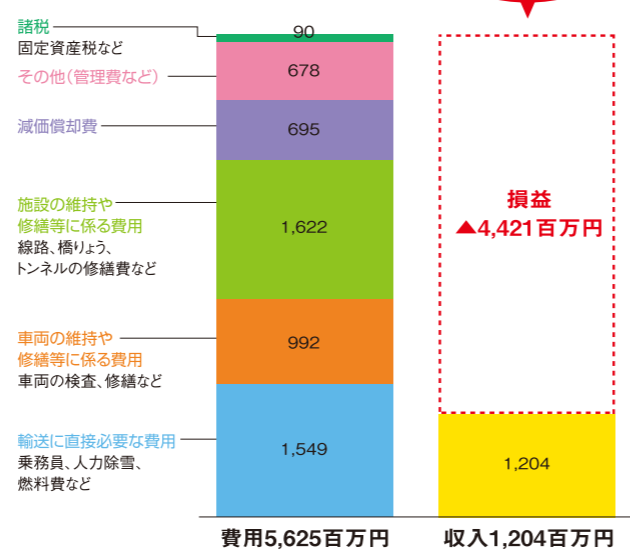 諸税
固定資産税など
その他(管理費など)
減価償却費
施設の維持や
修繕等に係る費用
線路、橋りょう、
トンネルの修繕費など
車両の維持や
修繕等に係る費用
車両の検査、修繕など
輸送に直接必要な費用
乗務員、人力除雪、
燃料費など
90
678
695
1,622
992
1,549
費用5,625百万円
損益
▲4,421百万円
1,204
収入1,204百万円